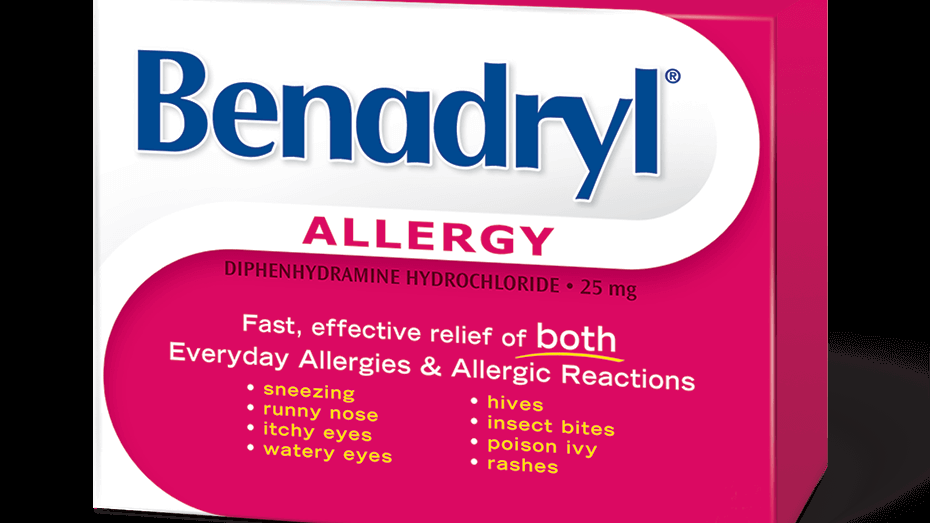 Benadryl®
ALLERGY
DIPHENHYDRAMINE HYDROCHLORIDE • 25 mg
Fast, effective relief of both
Everyday Allergies & Allergic Reactions
• sneezing
• runny nose
• itchy eyes
• watery eyes
• hives
• insect bites
• poison ivy
• rashes